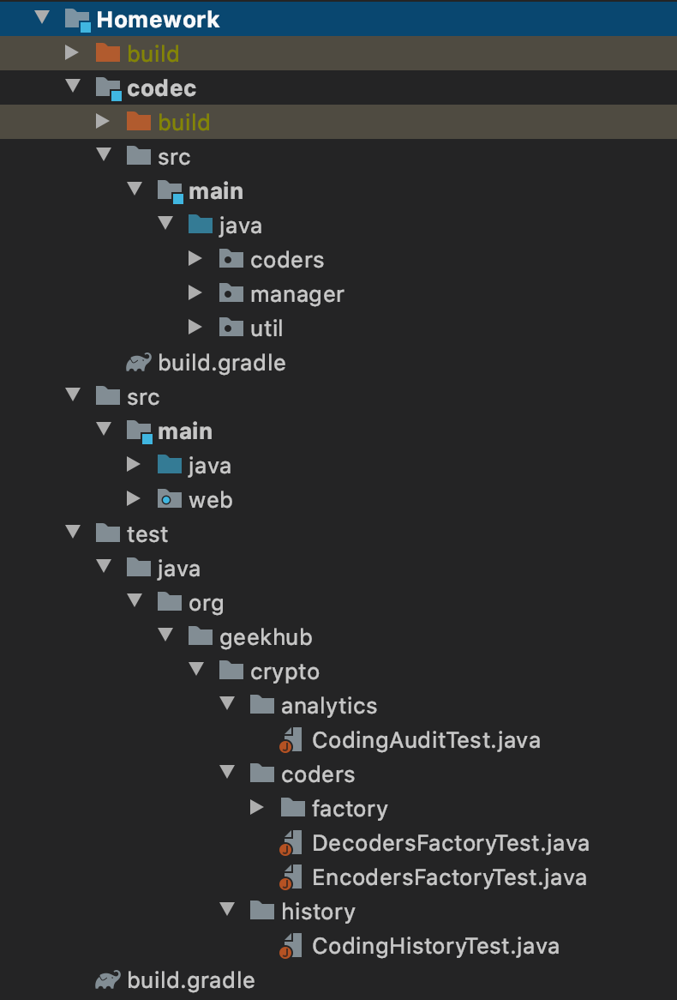 Homework
build
codec
build
src
main
java
coders
manager
util
build.gradle
src
main
java
web
test
java
org
geekhub
crypto
analytics
CodingAuditTest.java
coders
factory
DecodersFactoryTest.java
EncodersFactoryTest.java
history
CodingHistoryTest.java
build.gradle